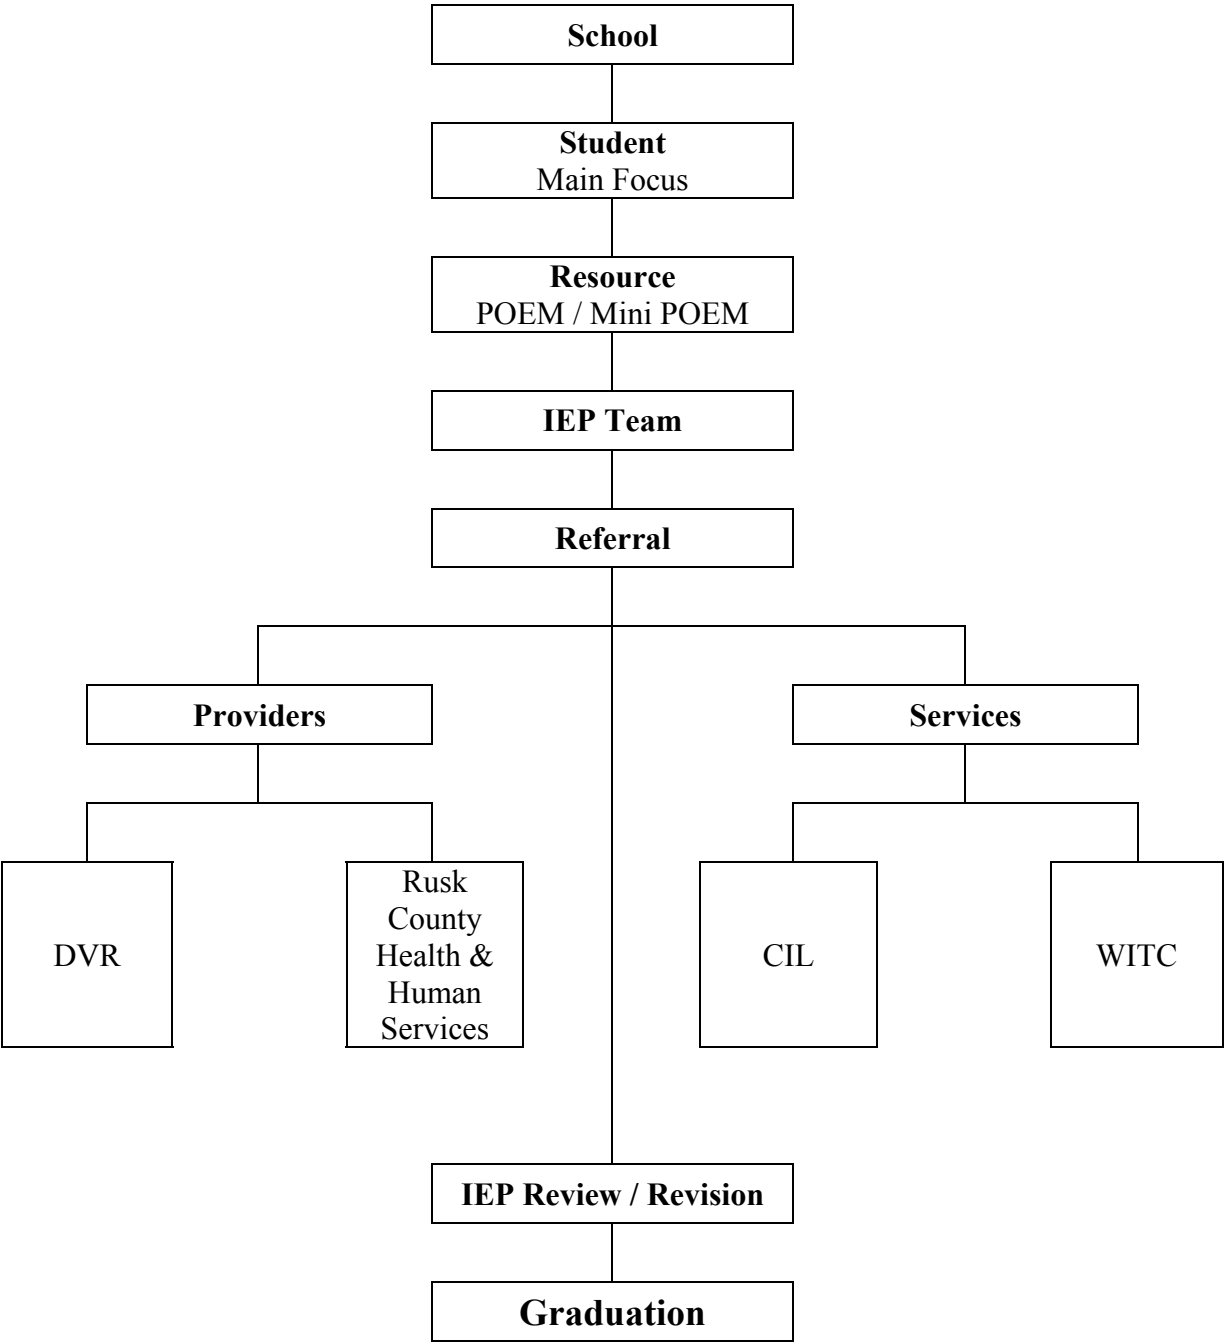 School
Student
Main Focus
Resource
POEM / Mini POEM
IEP Team
Referral
Providers
Services
DVR
Rusk
County
Health &
Human
Services
CIL
WITC
IEP Review / Revision
Graduation